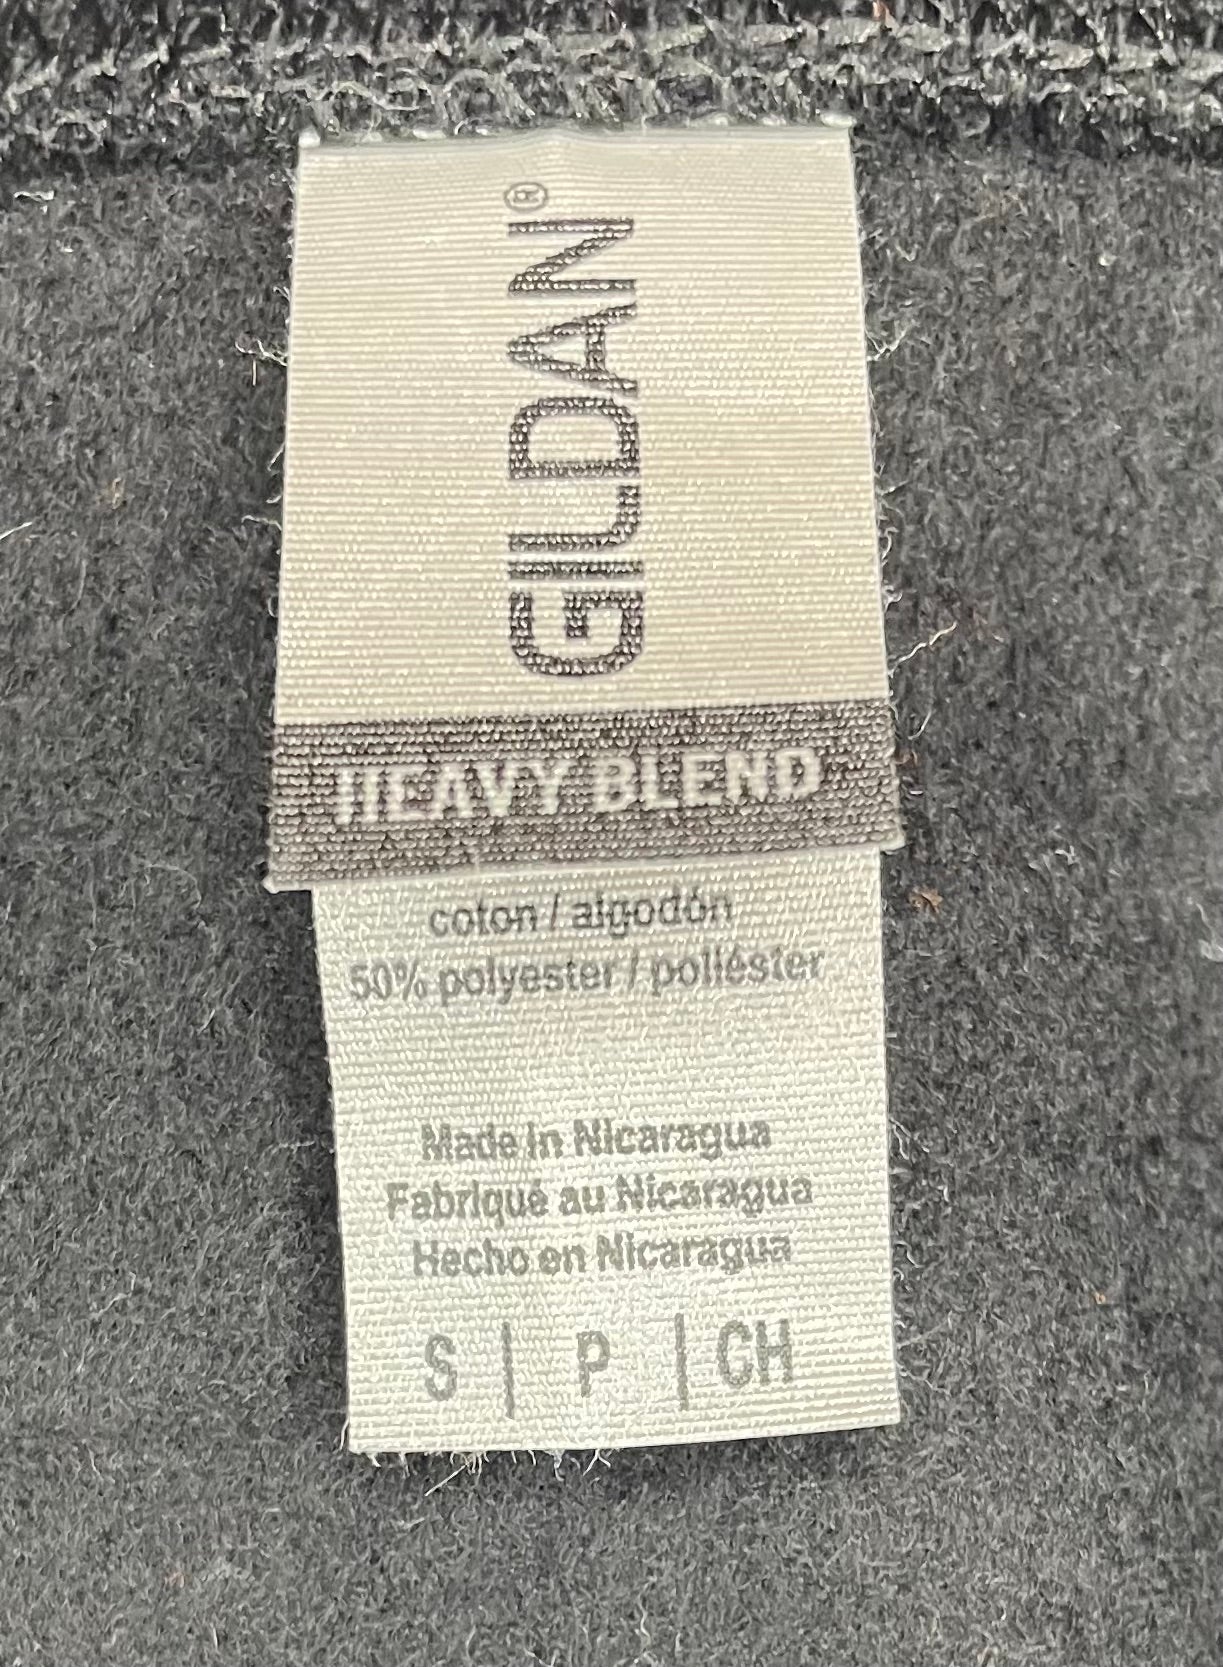 GILDAN®
HEAVY BLEND
coton / algodón
50% polyester / poliéster
Made in Nicaragua
Fabriqué au Nicaragua
Hecho en Nicaragua
S | P | CH